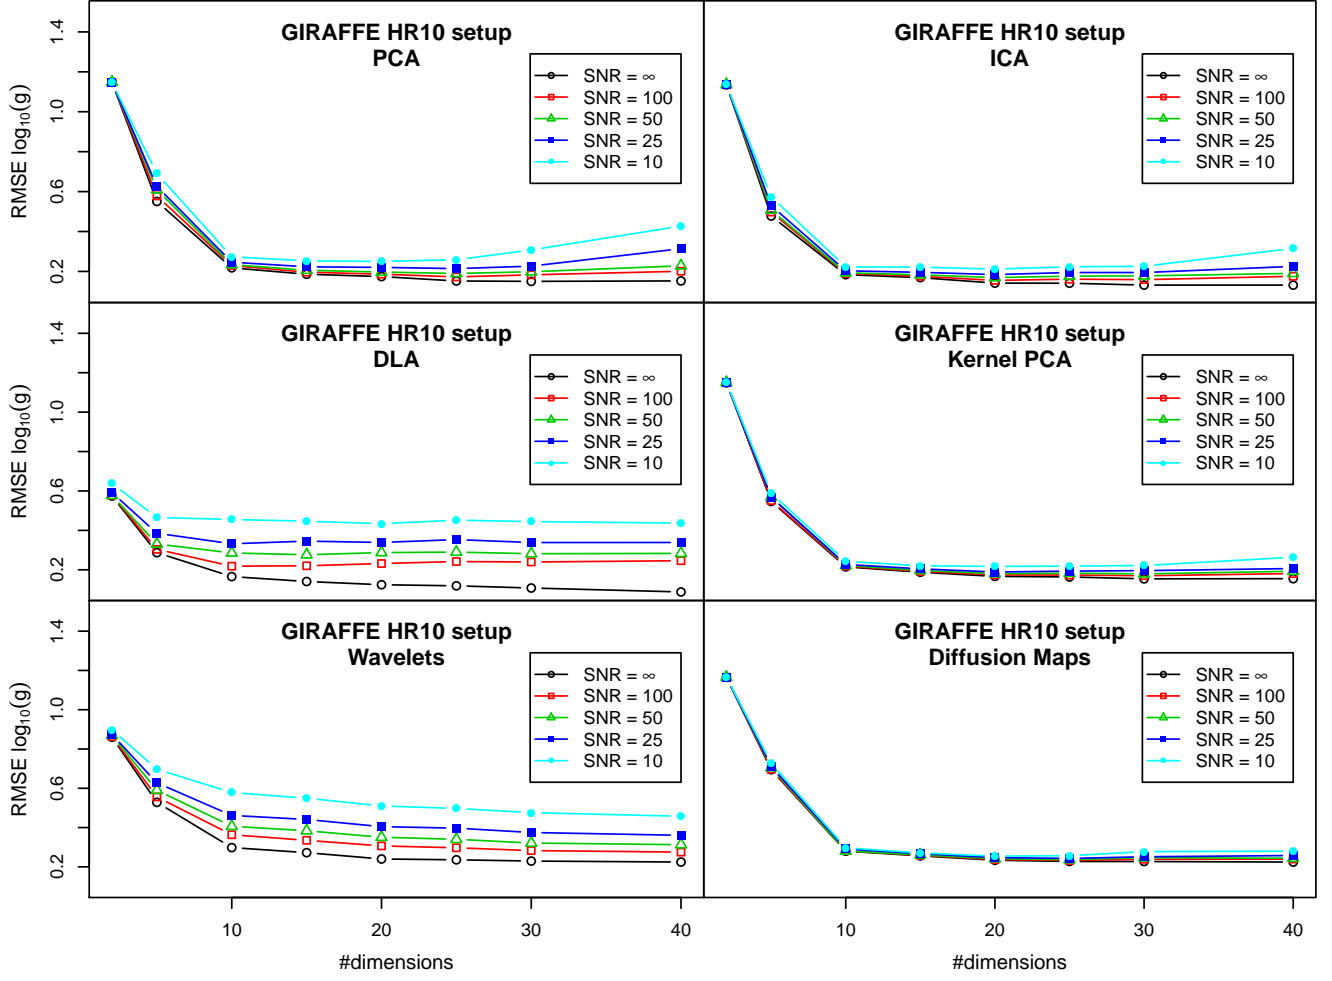 GIRAFFE HR10 setup
PCA
SNR = ∞
SNR = 100
SNR = 50
SNR = 25
SNR = 10
RMSE log₁₀(g)
0.2
0.6
1.0
1.4
GIRAFFE HR10 setup
ICA
SNR = ∞
SNR = 100
SNR = 50
SNR = 25
SNR = 10
GIRAFFE HR10 setup
DLA
SNR = ∞
SNR = 100
SNR = 50
SNR = 25
SNR = 10
RMSE log₁₀(g)
0.2
0.6
1.0
1.4
GIRAFFE HR10 setup
Kernel PCA
SNR = ∞
SNR = 100
SNR = 50
SNR = 25
SNR = 10
GIRAFFE HR10 setup
Wavelets
SNR = ∞
SNR = 100
SNR = 50
SNR = 25
SNR = 10
RMSE log₁₀(g)
0.2
0.6
1.0
1.4
10 20 30 40
#dimensions
GIRAFFE HR10 setup
Diffusion Maps
SNR = ∞
SNR = 100
SNR = 50
SNR = 25
SNR = 10
10 20 30 40
#dimensions